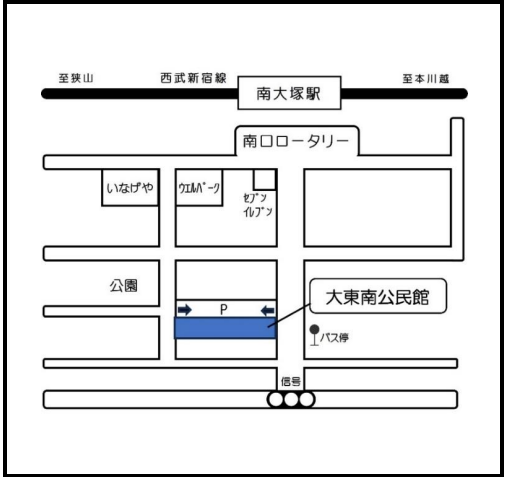 至狭山
西武新宿線
南大塚駅
至本川越
南口ロータリー
いなげや
ウエルパーク
セブン
イレブン
公園
P
大東南公民館
バス停
信号